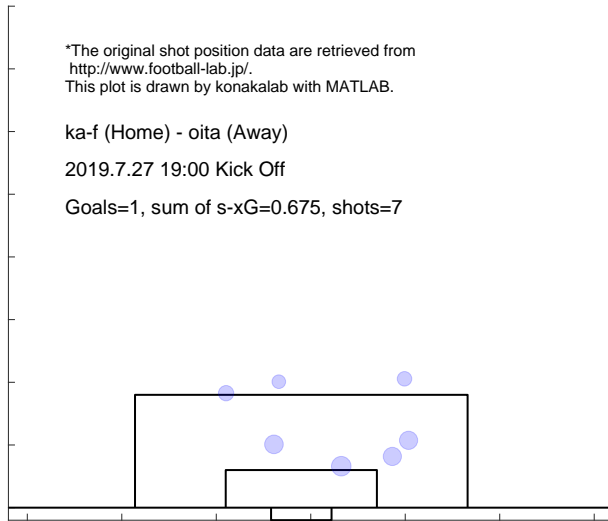 *The original shot position data are retrieved from
http://www.football-lab.jp/.
This plot is drawn by konakalab with MATLAB.
ka-f (Home) - oita (Away)
2019.7.27 19:00 Kick Off
Goals=1, sum of s-xG=0.675, shots=7